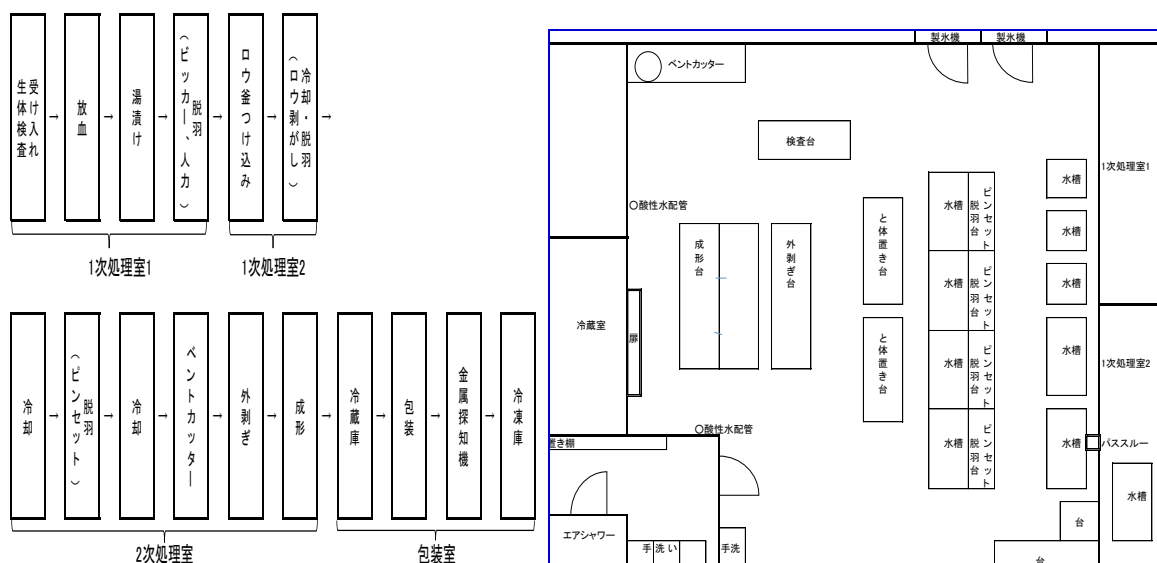 受け入れ
生体検査
→
放血
→
湯漬け
→
脱羽
（ビッカー、人力）
→
ロウ釜つけ込み
→
冷却・脱羽
（ロウ剥がし）
→
1次処理室1
1次処理室2
冷却
→
脱羽
（ピンセット）
→
冷却
→
ベントカッター
→
外剥ぎ
→
成形
→
冷蔵庫
→
包装
→
金属探知機
→
冷凍庫
2次処理室
包装室
製氷機
製氷機
ベントカッター
検査台
○酸性水配管
成形台
外剥ぎ台
と体置き台
と体置き台
水槽
ピンセット
脱羽台
水槽
ピンセット
脱羽台
水槽
ピンセット
脱羽台
水槽
ピンセット
脱羽台
水槽
水槽
水槽
水槽
水槽
1次処理室1
1次処理室2
冷蔵室
扉
○酸性水配管
置き棚
パススルー
水槽
台
台
エアシャワー
手洗い
手洗